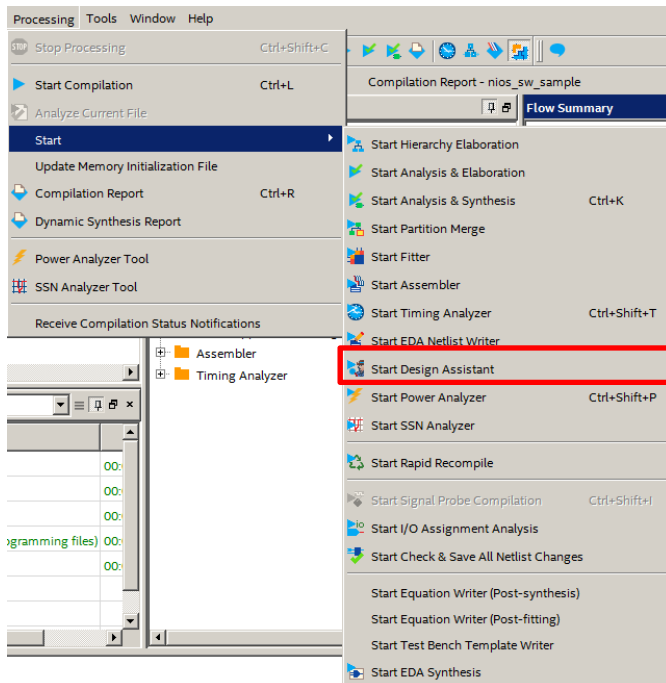 Processing Tools Window Help
STOP Stop Processing Ctrl+Shift+C
Start Compilation Ctrl+L
Analyze Current File
Start
Update Memory Initialization File
Compilation Report Ctrl+R
Dynamic Synthesis Report
Power Analyzer Tool
SSN Analyzer Tool
Receive Compilation Status Notifications
Compilation Report - nios_sw_sample
Flow Summary
Start Hierarchy Elaboration
Start Analysis & Elaboration
Start Analysis & Synthesis Ctrl+K
Start Partition Merge
Start Fitter
Start Assembler
Start Timing Analyzer Ctrl+Shift+T
Start EDA Netlist Writer
Start Design Assistant
Start Power Analyzer Ctrl+Shift+P
Start SSN Analyzer
Start Rapid Recompile
Start Signal Probe Compilation Ctrl+Shift+I
Start I/O Assignment Analysis
Start Check & Save All Netlist Changes
Start Equation Writer (Post-synthesis)
Start Equation Writer (Post-fitting)
Start Test Bench Template Writer
Start EDA Synthesis
Assembler
Timing Analyzer
00:
00:
00:
ogramming files) 00:
00: